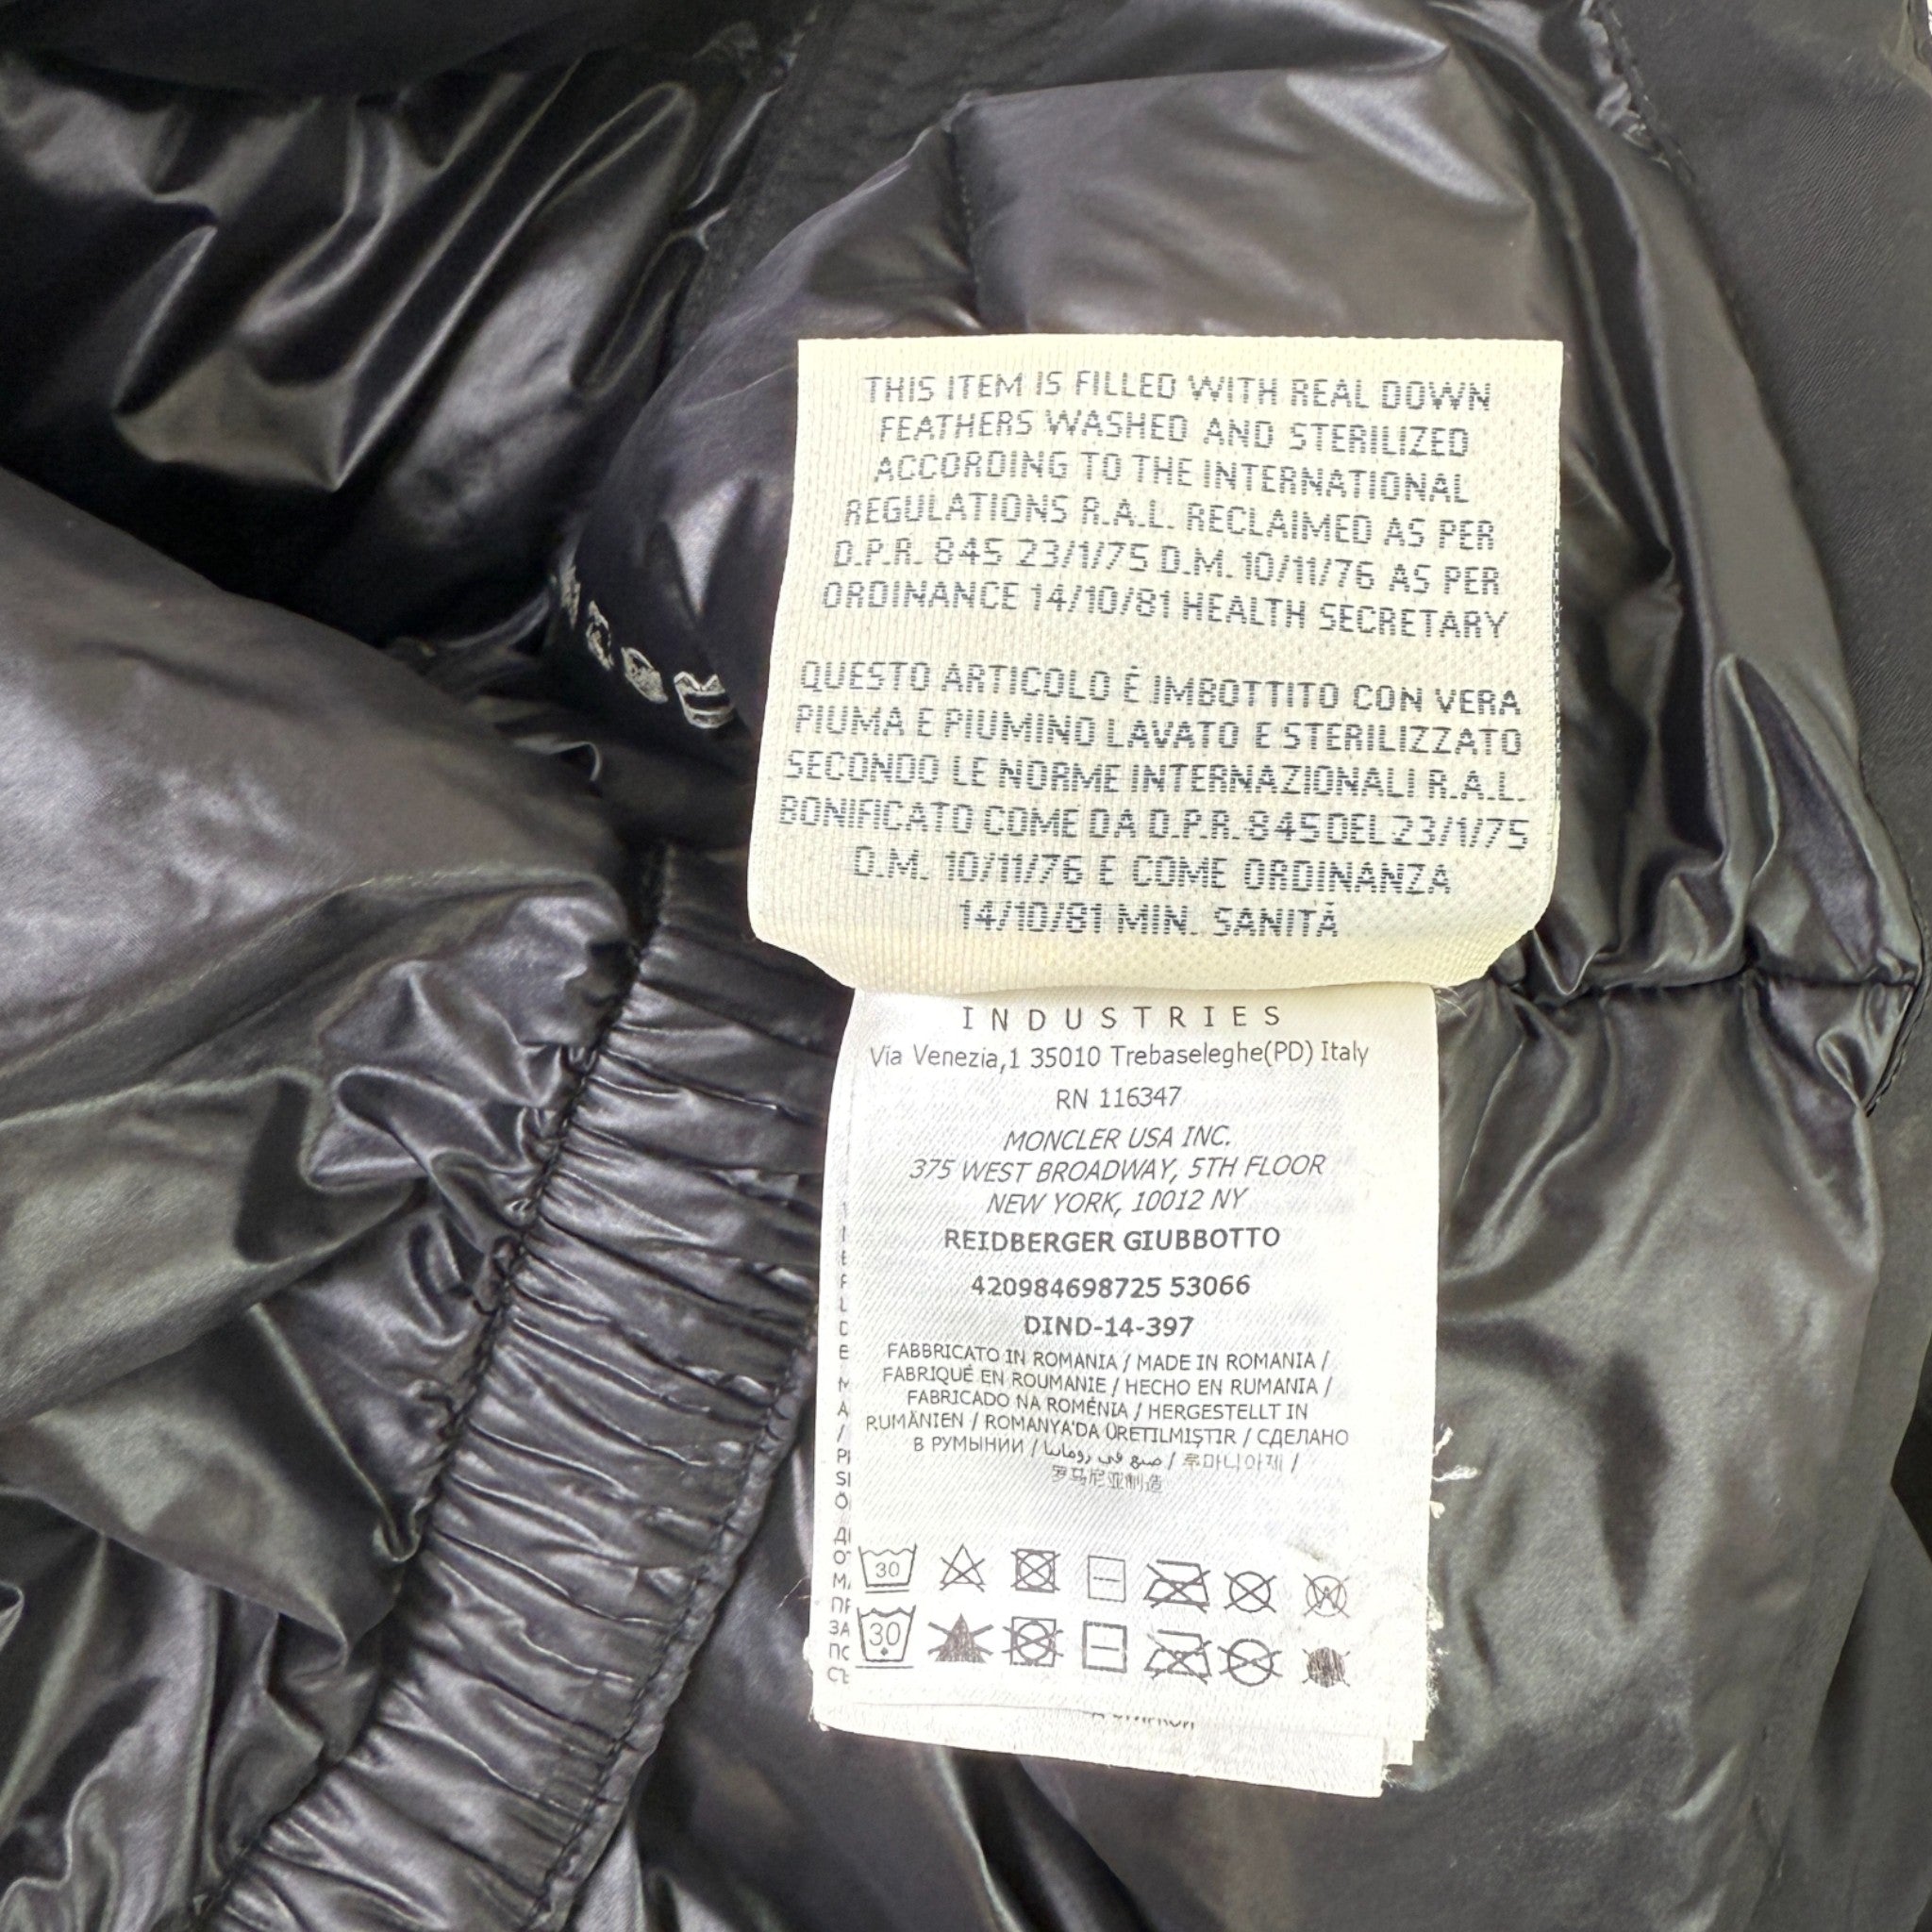 THIS ITEM IS FILLED WITH REAL DOWN
FEATHERS WASHED AND STERILIZED
ACCORDING TO THE INTERNATIONAL
REGULATIONS R.A.L. RECLAIMED AS PER
D.P.R. 845 23/1/75 D.M. 10/11/76 AS PER
ORDINANCE 14/10/81 HEALTH SECRETARY
QUESTO ARTICOLO É IMBOTTITO CON VERA
PIUMA E PIUMINO LAVATO E STERILIZZATO
SECONDO LE NORME INTERNAZIONALI R.A.L.
BONIFICATO COME DA D.P.R. 845 DEL 23/1/75
D.M. 10/11/76 E COME ORDINANZA
14/10/81 MIN. SANITÁ
INDUSTRIES
Via Venezia,1 35010 Trebaseleghe(PD) Italy
RN 116347
MONCLER USA INC.
375 WEST BROADWAY, 5TH FLOOR
NEW YORK, 10012 NY
REIDBERGER GIUBBOTTO
420984698725 53066
DIND-14-397
FABBRICATO IN ROMANIA / MADE IN ROMANIA /
FABRIQUÉ EN ROUMANIE / HECHO EN RUMANIA /
FABRICADO NA ROMÉNIA / HERGESTELLT IN
RUMÄNIEN / ROMANYA'DA ÜRETILMIŞTIR / СДЕЛАНО
В РУМЫНИИ / صنع في رومانيا / 루마니아제 /
罗马尼亚制造
30
30